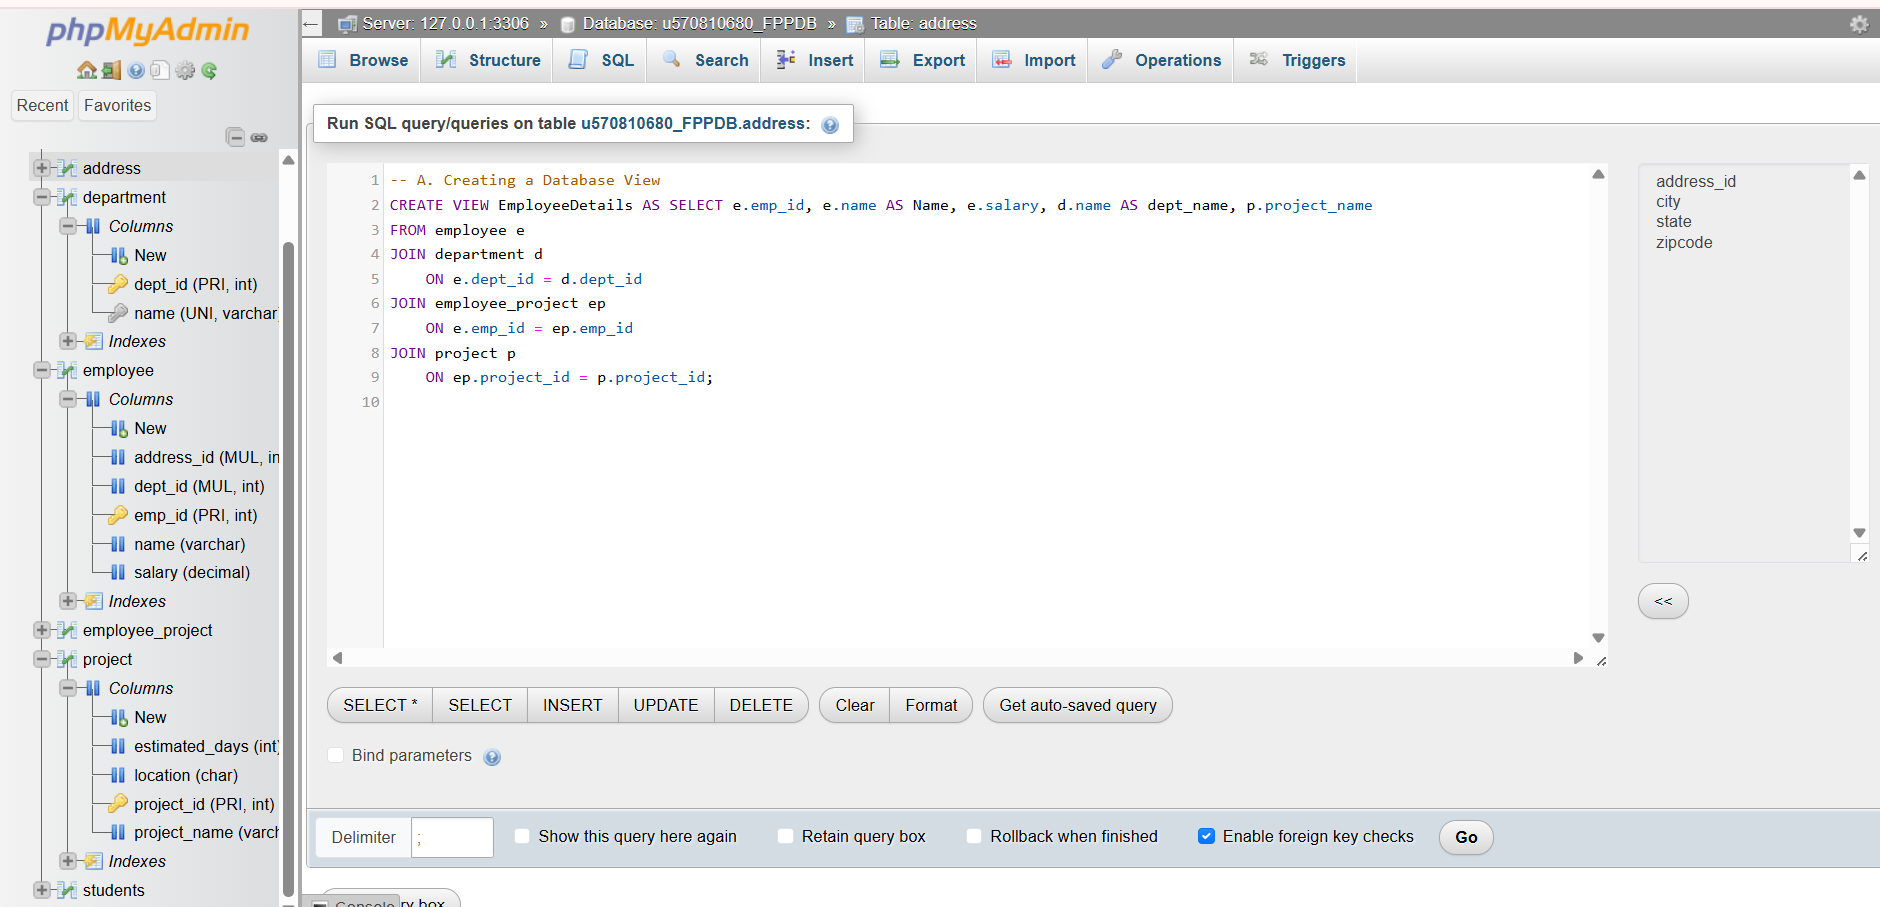 phpMyAdmin
Recent
Favorites
address
department
Columns
New
dept_id (PRI, int)
name (UNI, varchar
Indexes
employee
Columns
New
address_id (MUL, in
dept_id (MUL, int)
emp_id (PRI, int)
name (varchar)
salary (decimal)
Indexes
employee_project
project
Columns
New
estimated_days (int)
location (char)
project_id (PRI, int)
project_name (varch
Indexes
students
Server: 127.0.0.1:3306 » Database: u570810680_FPPDB » Table: address
Browse Structure SQL Search Insert Export Import Operations Triggers
Run SQL query/queries on table u570810680_FPPDB.address:
1 -- A. Creating a Database View
2 CREATE VIEW EmployeeDetails AS SELECT e.emp_id, e.name AS Name, e.salary, d.name AS dept_name, p.project_name
3 FROM employee e
4 JOIN department d
5 ON e.dept_id = d.dept_id
6 JOIN employee_project ep
7 ON e.emp_id = ep.emp_id
8 JOIN project p
9 ON ep.project_id = p.project_id;
10
address_id
city
state
zipcode
<<
SELECT * SELECT INSERT UPDATE DELETE Clear Format Get auto-saved query
Bind parameters
Delimiter ; Show this query here again Retain query box Rollback when finished Enable foreign key checks Go
Console ry box